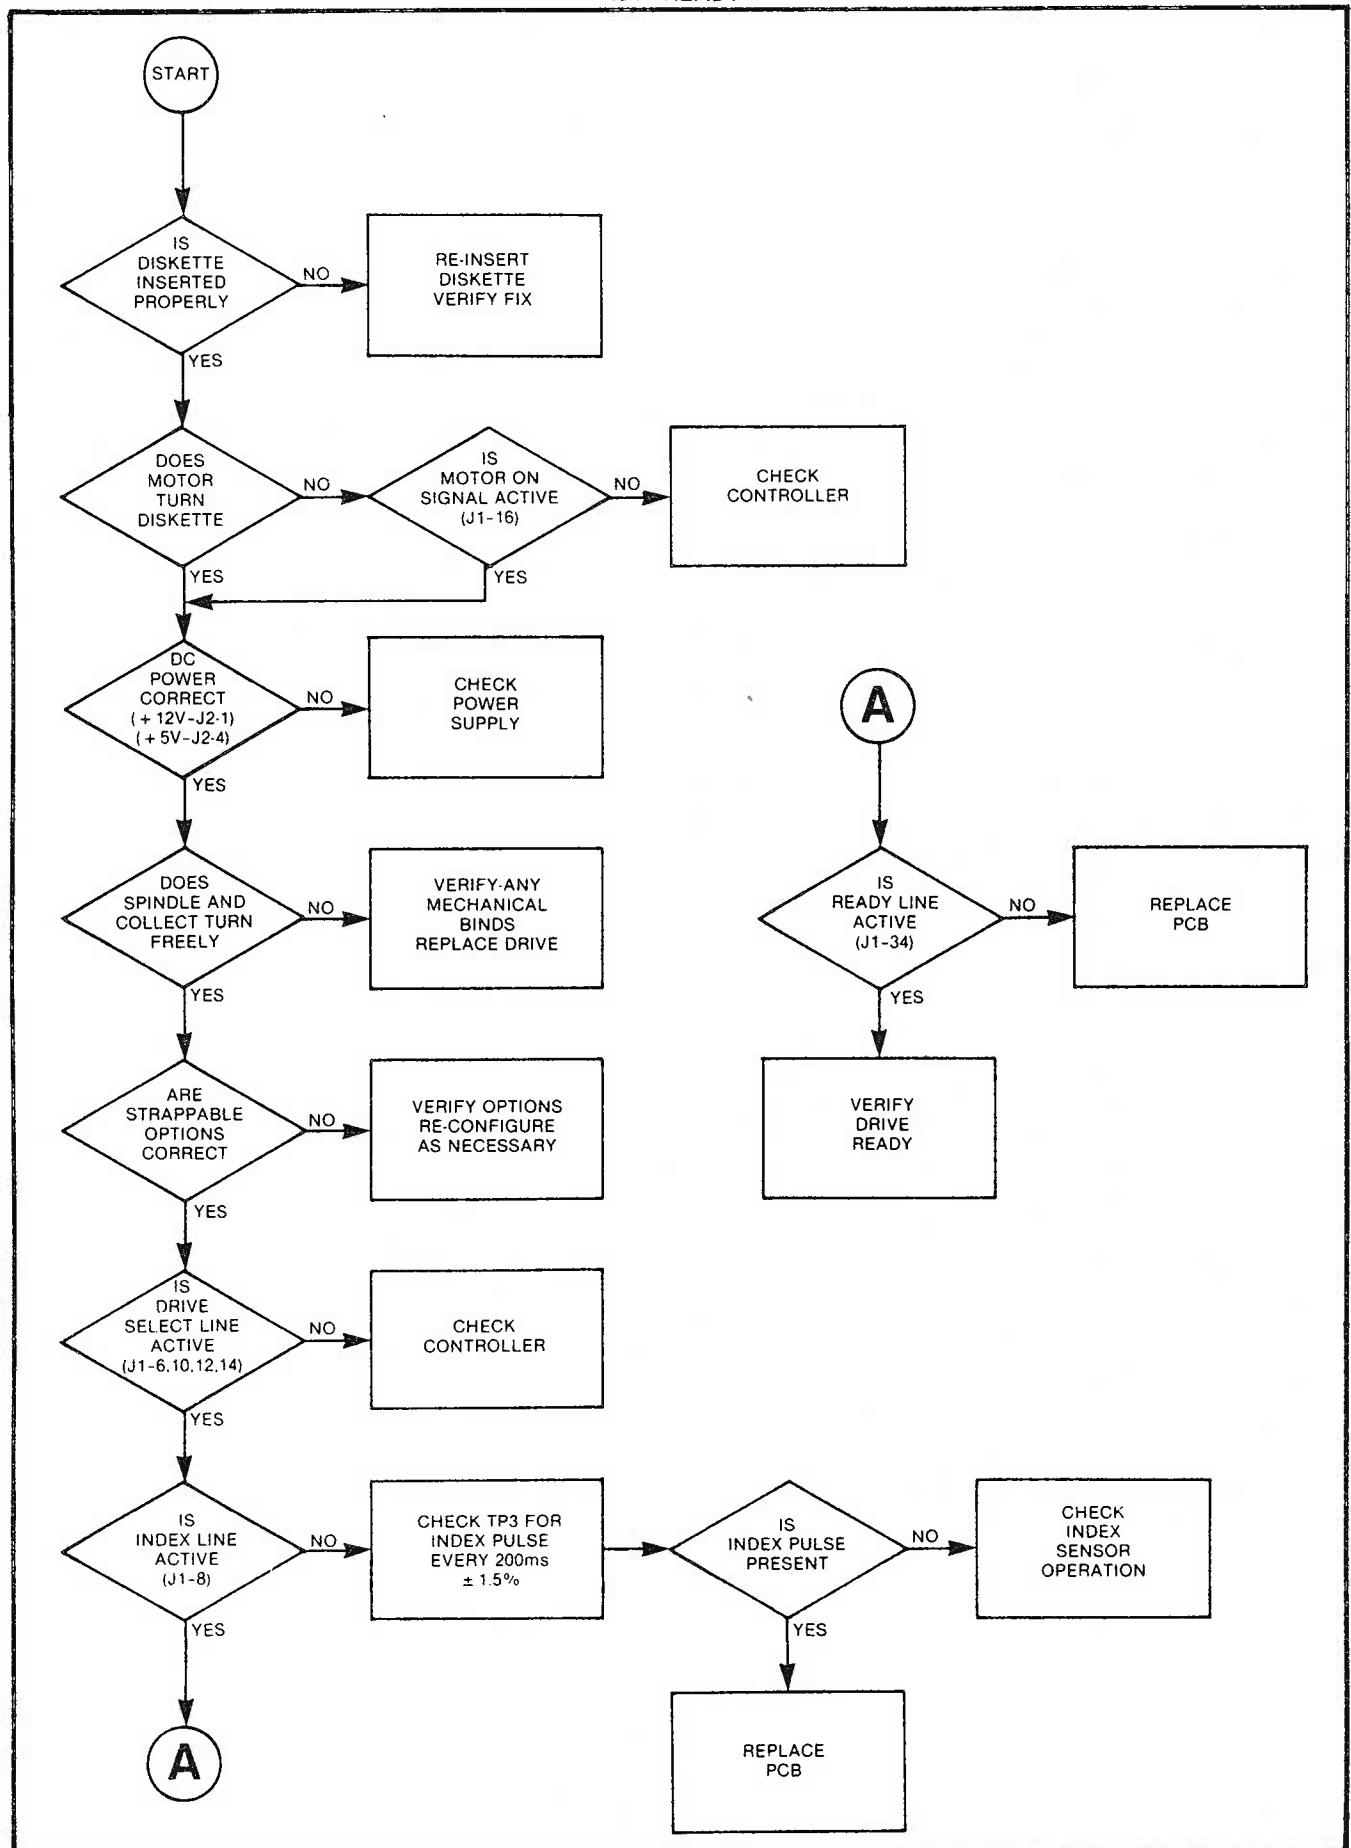 START
IS
DISKETTE
INSERTED
PROPERLY
NO
RE-INSERT
DISKETTE
VERIFY FIX
YES
DOES
MOTOR
TURN
DISKETTE
NO
IS
MOTOR ON
SIGNAL ACTIVE
(J1-16)
NO
CHECK
CONTROLLER
YES
YES
DC
POWER
CORRECT
(+12V-J2-1)
(+5V-J2-4)
NO
CHECK
POWER
SUPPLY
YES
DOES
SPINDLE AND
COLLECT TURN
FREELY
NO
VERIFY-ANY
MECHANICAL
BINDS
REPLACE DRIVE
YES
ARE
STRAPPABLE
OPTIONS
CORRECT
NO
VERIFY OPTIONS
RE-CONFIGURE
AS NECESSARY
YES
IS
DRIVE
SELECT LINE
ACTIVE
(J1-6,10,12,14)
NO
CHECK
CONTROLLER
YES
IS
INDEX LINE
ACTIVE
(J1-8)
NO
CHECK TP3 FOR
INDEX PULSE
EVERY 200ms
± 1.5%
IS
INDEX PULSE
PRESENT
NO
CHECK
INDEX
SENSOR
OPERATION
YES
REPLACE
PCB
YES
A
A
IS
READY LINE
ACTIVE
(J1-34)
NO
REPLACE
PCB
YES
VERIFY
DRIVE
READY